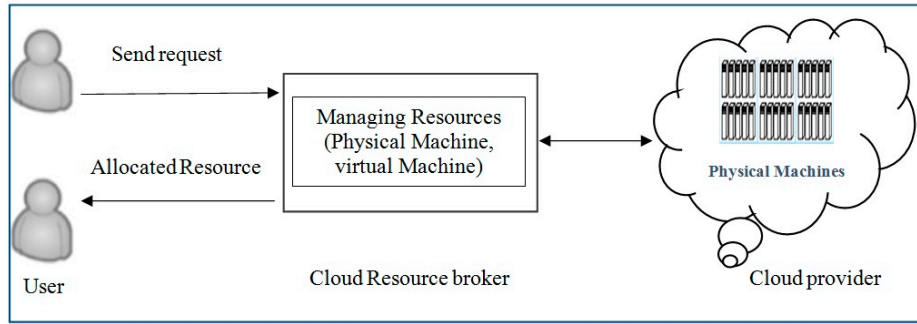 Send request
Managing Resources
(Physical Machine,
virtual Machine)
Allocated Resource
Physical Machines
User
Cloud Resource broker
Cloud provider